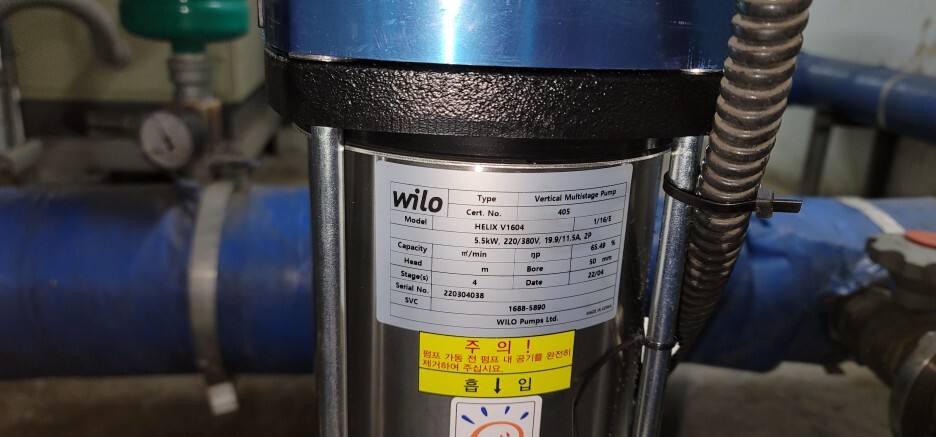 wilo
Type Vertical Multistage Pump
Cert. No. 405
Model HELIX V1604 1/16/E
5.5kW, 220/380V, 19.9/11.5A, 2P
Capacity ㎥/min ηp 65.49 %
Head m Bore 50 mm
Stage(s) 4 Date 22/04
Serial No. 220304038
SVC 1688-5890
WILO Pumps Ltd. MADE IN KOREA
주 의 !
펌프 가동 전 펌프 내 공기를 완전히
제거하여 주십시요.
흡 ↓ 입